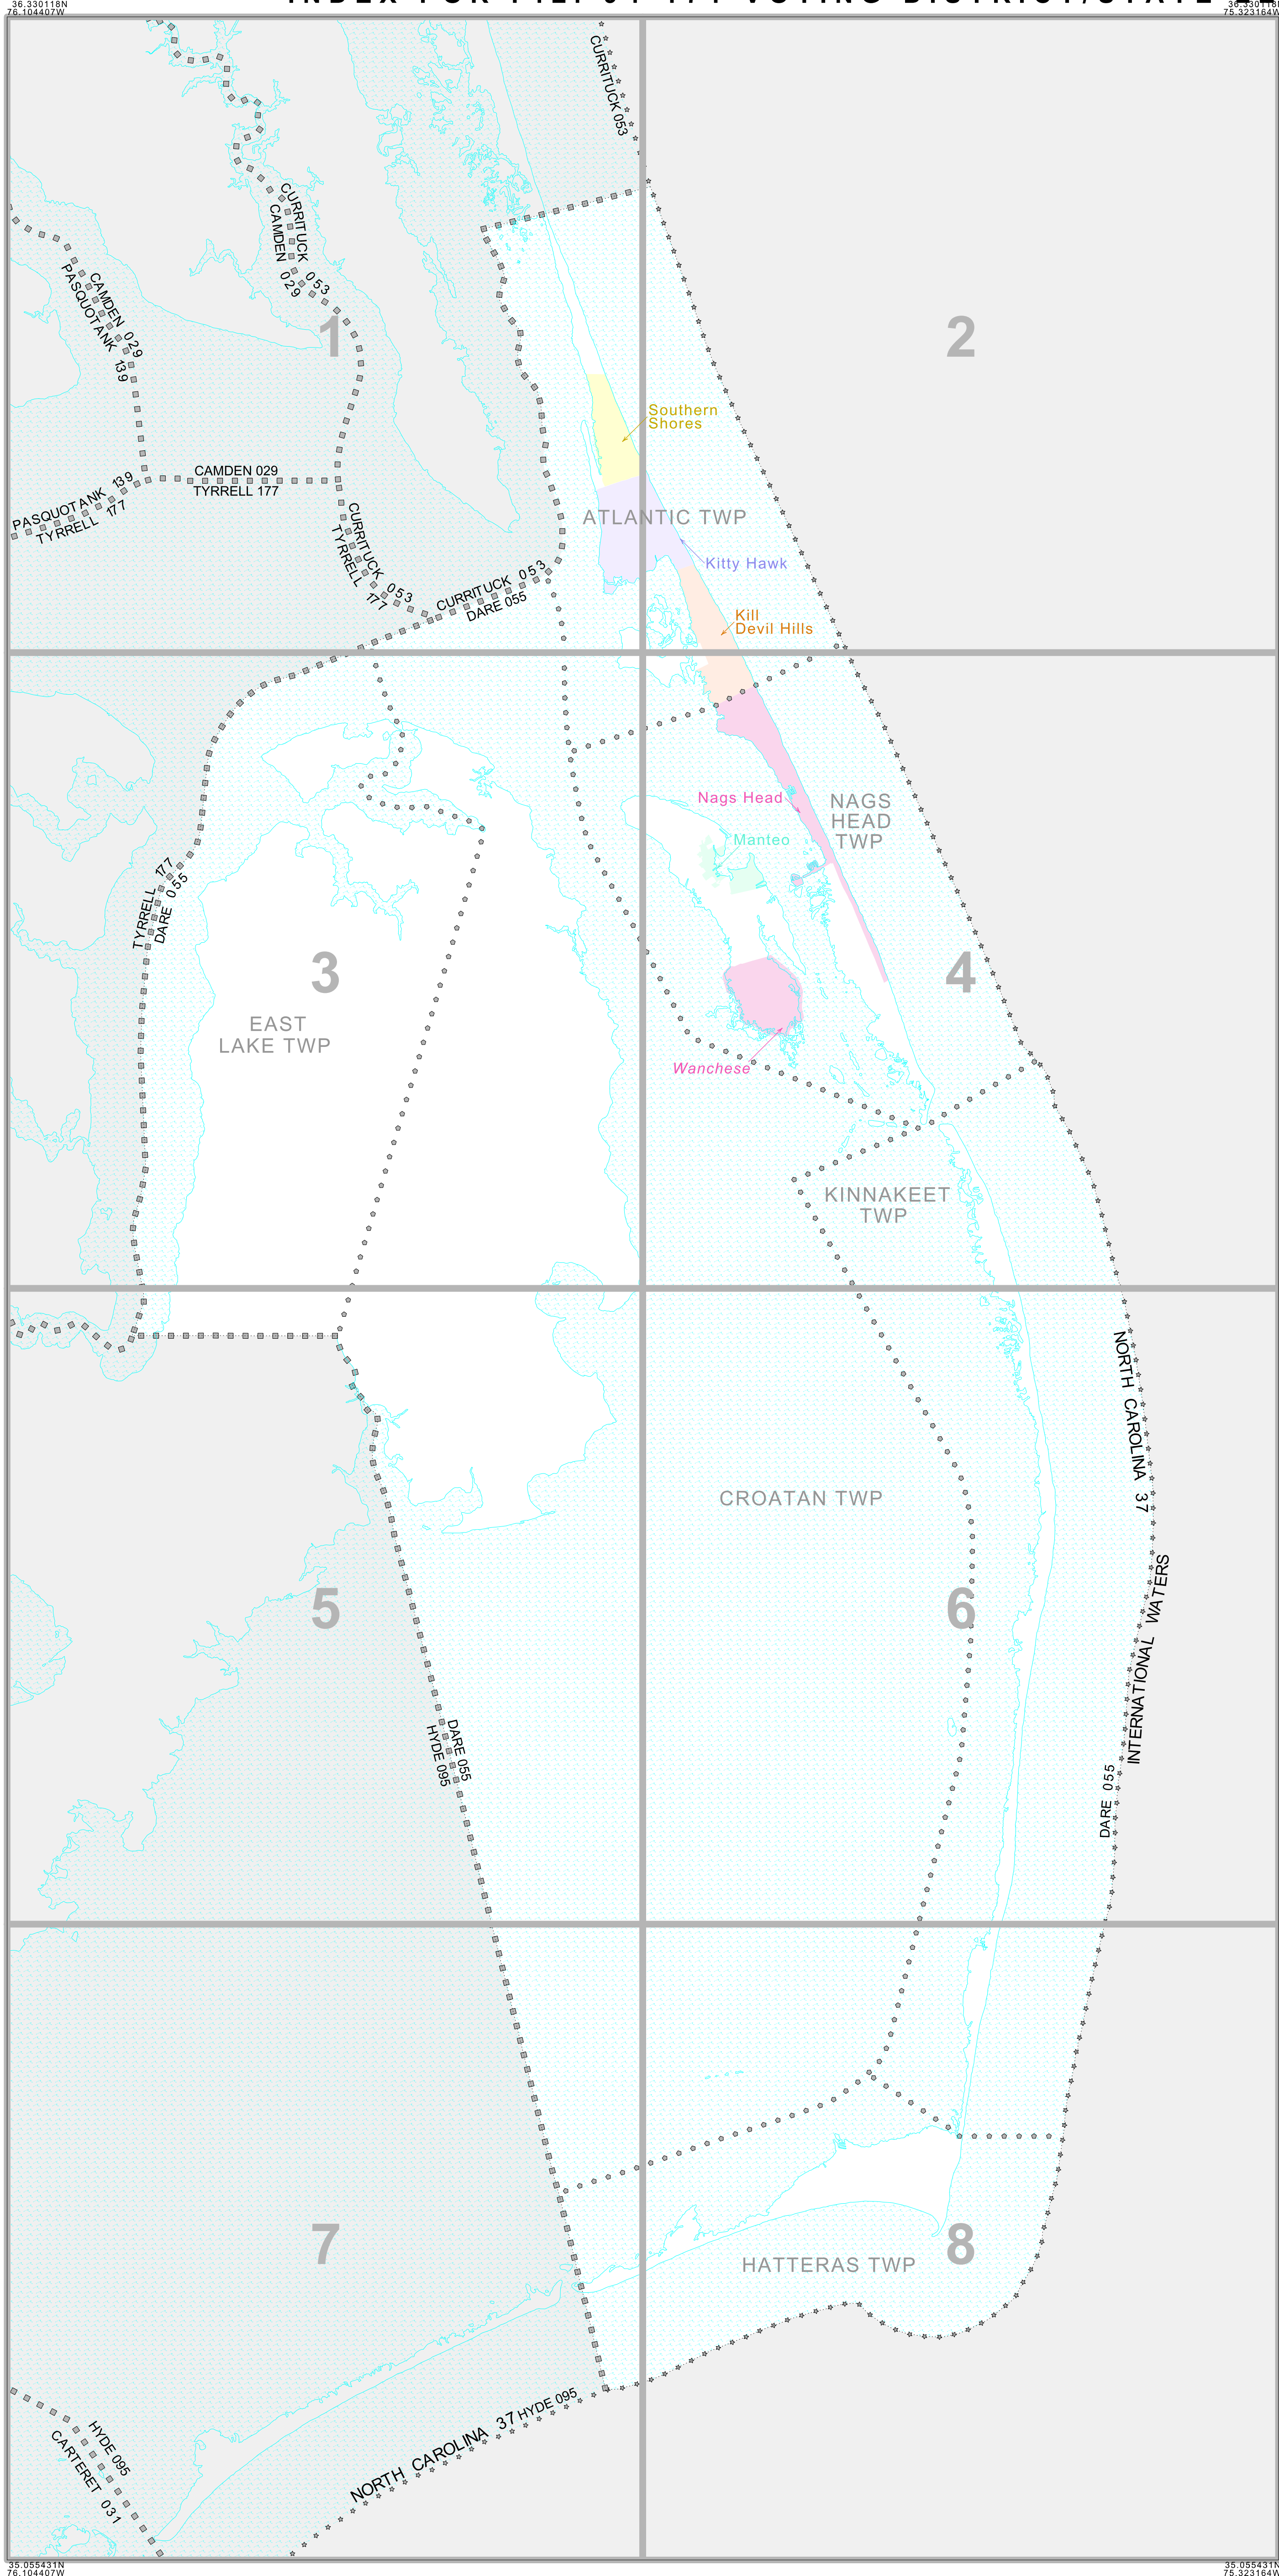 36.330118N
76.104407W
VOTING DISTRICT/STATE
36.330118N
75.323164W
CURRITUCK 053
CURRITUCK 053
CAMDEN 029
CAMDEN 029
PASQUOTANK 139
1
2
Southern
Shores
PASQUOTANK 139
TYRRELL 177
CAMDEN 029
TYRRELL 177
ATLANTIC TWP
CURRITUCK 053
TYRRELL 177
Kitty Hawk
CURRITUCK 053
DARE 055
Kill
Devil Hills
Nags Head
NAGS
HEAD
TWP
Manteo
TYRRELL 177
DARE 055
3
4
EAST
LAKE TWP
Wanchese
KINNAKEET
TWP
NORTH CAROLINA 37
CROATAN TWP
INTERNATIONAL WATERS
5
6
DARE 055
HYDE 095
DARE 055
7
8
HATTERAS TWP
NORTH CAROLINA 37
HYDE 095
HYDE 095
CARTERET 031
35.055431N
76.104407W
35.055431N
75.323164W